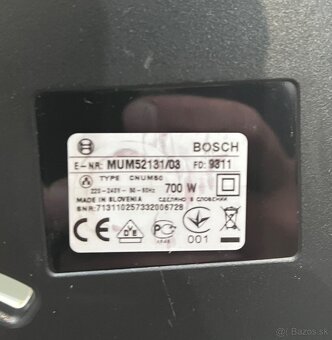 BOSCH
E-NR: MUM52131/03 FD: 9311
TYPE CNUM50
220-240V~ 50-60Hz 700 W
MADE IN SLOVENIA СДЕЛАНО В СЛОВЕНИИ
SNR:713110257332006728
CE
001
Bazos.sk